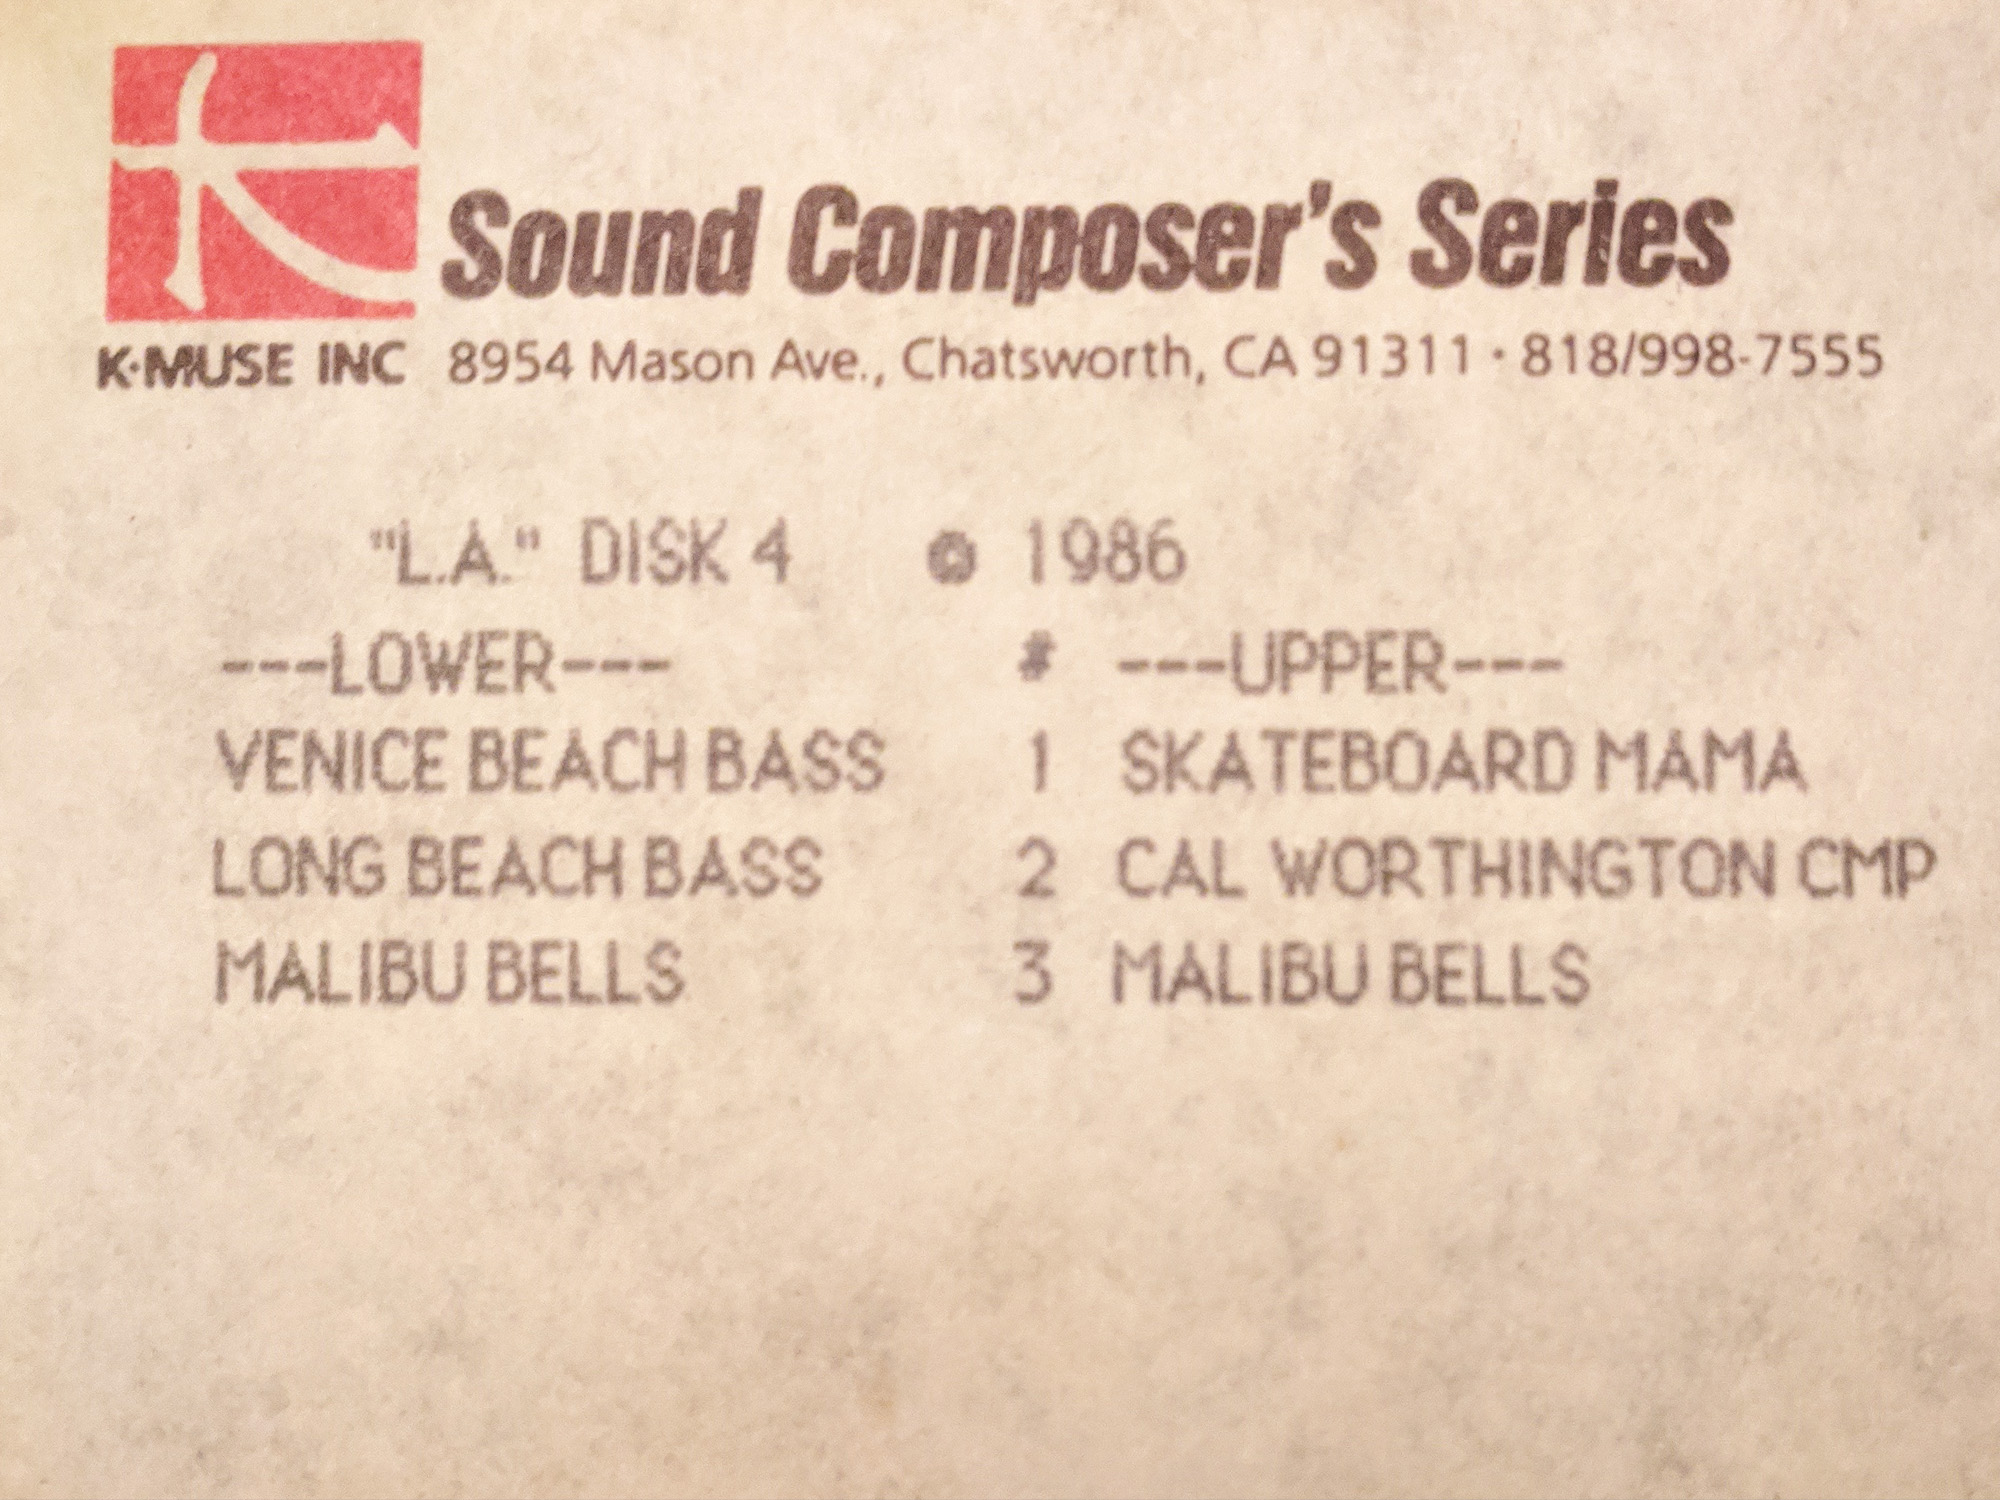 Sound Composer's Series
K·MUSE INC 8954 Mason Ave., Chatsworth, CA 91311 · 818/998-7555
"L.A." DISK 4 © 1986
---LOWER--- # ---UPPER---
VENICE BEACH BASS 1 SKATEBOARD MAMA
LONG BEACH BASS 2 CAL WORTHINGTON CMP
MALIBU BELLS 3 MALIBU BELLS